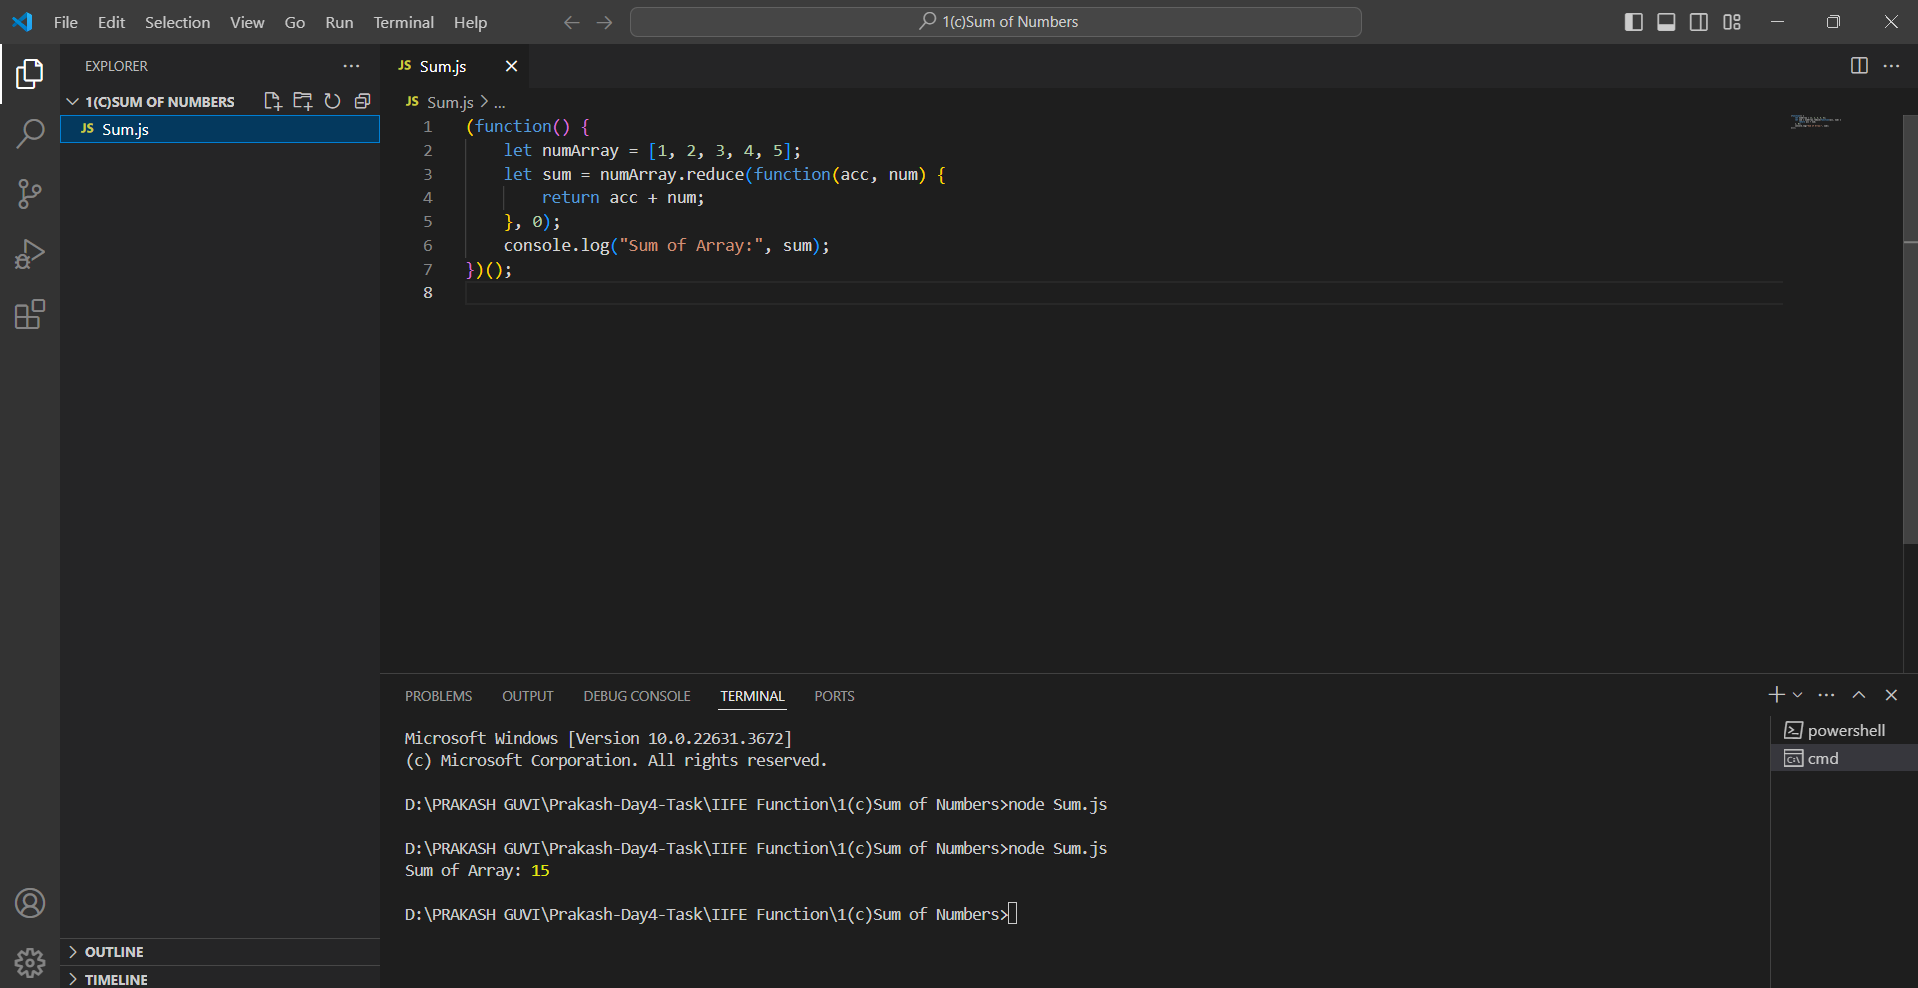 File Edit Selection View Go Run Terminal Help
1(c)Sum of Numbers
EXPLORER
1(C)SUM OF NUMBERS
JS Sum.js
OUTLINE
TIMELINE
JS Sum.js
JS Sum.js > ...
1 (function() {
2     let numArray = [1, 2, 3, 4, 5];
3     let sum = numArray.reduce(function(acc, num) {
4         return acc + num;
5     }, 0);
6     console.log("Sum of Array:", sum);
7 })();
8
PROBLEMS OUTPUT DEBUG CONSOLE TERMINAL PORTS
Microsoft Windows [Version 10.0.22631.3672]
(c) Microsoft Corporation. All rights reserved.
D:\PRAKASH GUVI\Prakash-Day4-Task\IIFE Function\1(c)Sum of Numbers>node Sum.js
D:\PRAKASH GUVI\Prakash-Day4-Task\IIFE Function\1(c)Sum of Numbers>node Sum.js
Sum of Array: 15
D:\PRAKASH GUVI\Prakash-Day4-Task\IIFE Function\1(c)Sum of Numbers>
powershell
cmd